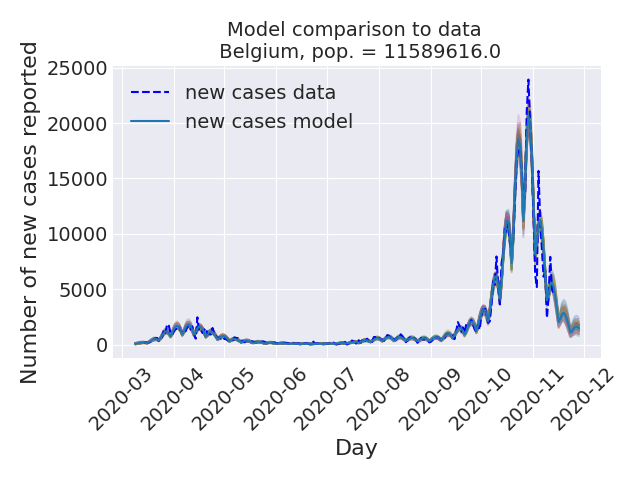 Model comparison to data
Belgium, pop. = 11589616.0
Number of new cases reported
25000
20000
15000
10000
5000
0
new cases data
new cases model
2020-03
2020-04
2020-05
2020-06
2020-07
2020-08
2020-09
2020-10
2020-11
2020-12
Day